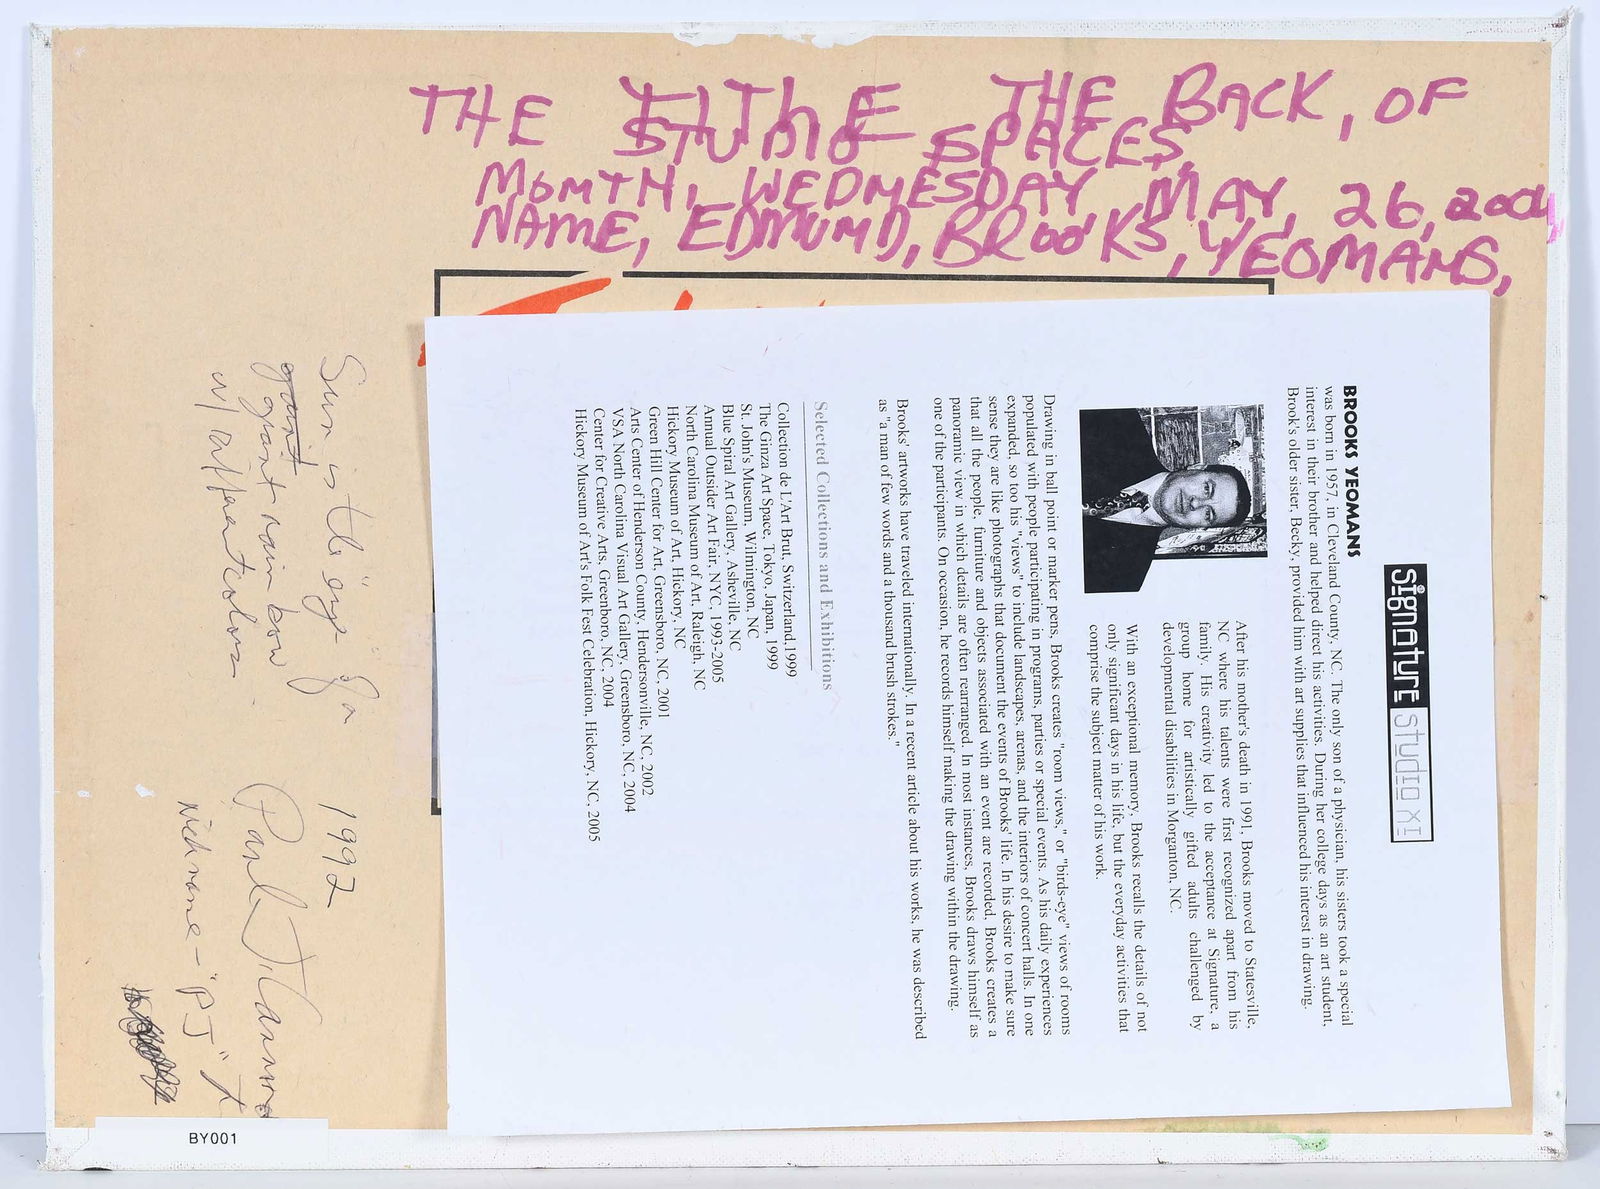 THE TITLE THE BACK, OF
STUDIO SPACES,
MOMTH, WEDMESDAY MAY, 26, 2004
NAME, EDMUMD, BROOKS, YEOMAMS,
signature studio XI
BROOKS YEOMANS
was born in 1957, in Cleveland County, NC. The only son of a physician, his sisters took a special
interest in their brother and helped direct his activities. During her college days as an art student,
Brook's older sister, Becky, provided him with art supplies that influenced his interest in drawing.
After his mother's death in 1991, Brooks moved to Statesville,
NC where his talents were first recognized apart from his
family. His creativity led to the acceptance at Signature, a
group home for artistically gifted adults challenged by
developmental disabilities in Morganton, NC.
With an exceptional memory, Brooks recalls the details of not
only significant days in his life, but the everyday activities that
comprise the subject matter of his work.
Drawing in ball point or marker pens, Brooks creates "room views," or "birds-eye" views of rooms
populated with people participating in programs, parties or special events. As his daily experiences
expanded, so too his "views" to include landscapes, arenas, and the interiors of concert halls. In one
sense they are like photographs that document the events of Brooks' life. In his desire to make sure
that all the people, furniture and objects associated with an event are recorded, Brooks creates a
panoramic view in which details are often rearranged. In most instances, Brooks draws himself as
one of the participants. On occasion, he records himself making the drawing within the drawing.
Brooks' artworks have traveled internationally. In a recent article about his works, he was described
as "a man of few words and a thousand brush strokes."
Selected Collections and Exhibitions
Collection de L'Art Brut, Switzerland,1999
The Ginza Art Space, Tokyo, Japan, 1999
St. John's Museum, Wilmington, NC
Blue Spiral Art Gallery, Asheville, NC
Annual Outsider Art Fair, NYC, 1993-2005
North Carolina Museum of Art, Raleigh, NC
Hickory Museum of Art, Hickory, NC
Green Hill Center for Art, Greensboro, NC, 2001
Arts Center of Henderson County, Hendersonville, NC, 2002
VSA North Carolina Visual Art Gallery, Greensboro, NC, 2004
Center for Creative Arts, Greenboro, NC, 2004
Hickory Museum of Art's Folk Fest Celebration, Hickory, NC, 2005
Sun is the "eye" of a
giant rain bow
w/ different colors
1992
Nickname - "PJ"
BY001